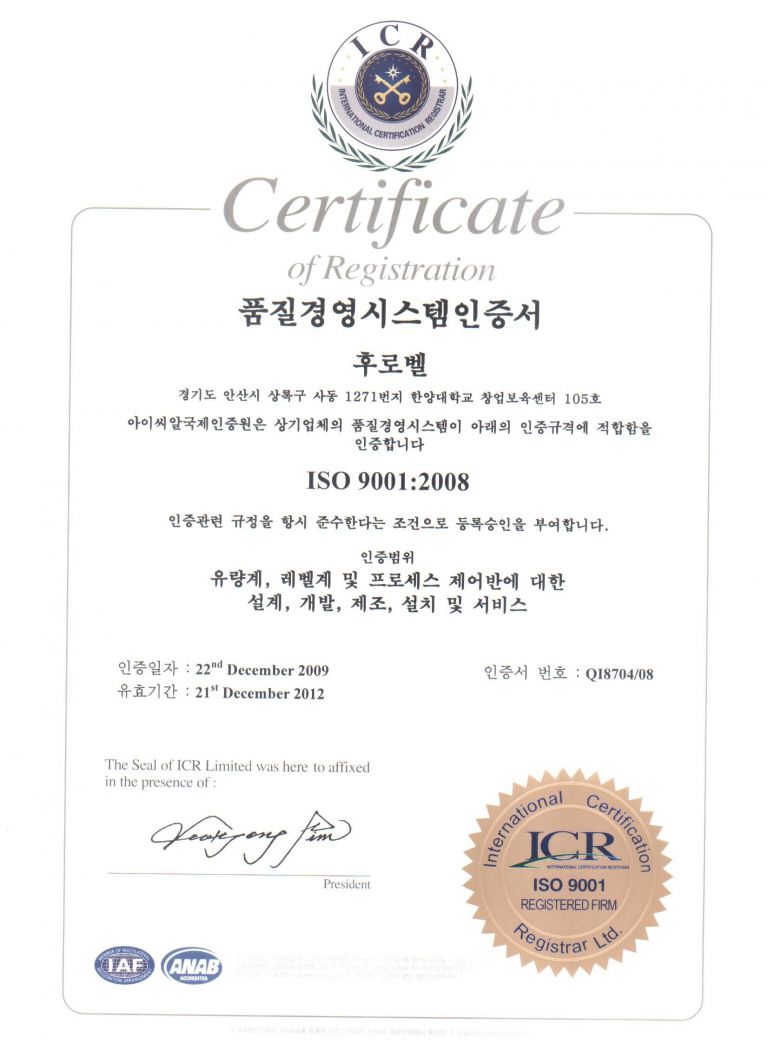 ICR
INTERNATIONAL CERTIFICATION REGISTRAR
Certificate
of Registration
품질경영시스템인증서
후로벨
경기도 안산시 상록구 사동 1271번지 한양대학교 창업보육센터 105호
아이씨알국제인증원은 상기업체의 품질경영시스템이 아래의 인증규격에 적합함을
인증합니다
ISO 9001:2008
인증관련 규정을 항시 준수한다는 조건으로 등록승인을 부여합니다.
인증범위
유량계, 레벨계 및 프로세스 제어반에 대한
설계, 개발, 제조, 설치 및 서비스
인증일자 : 22nd December 2009
인증서 번호 : QI8704/08
유효기간 : 21st December 2012
The Seal of ICR Limited was here to affixed
in the presence of :
President
International Certification
ICR
INTERNATIONAL CERTIFICATION REGISTRAR
ISO 9001
REGISTERED FIRM
Registrar Ltd.
IAF
ANAB
ACCREDITED